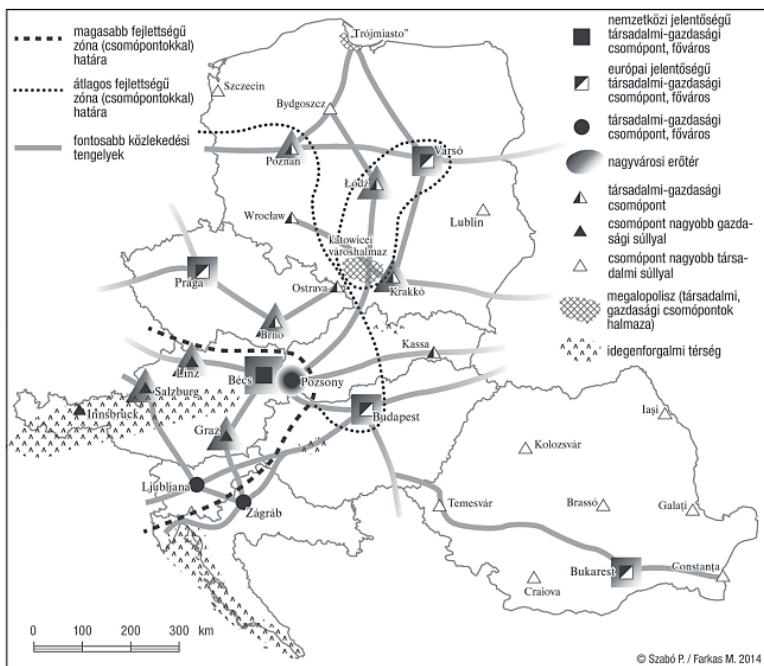 magasabb fejlettségű
zóna (csomópontokkal)
határa
átlagos fejlettségű
zóna (csomópontokkal)
határa
fontosabb közlekedési
tengelyek
nemzetközi jelentőségű
társadalmi-gazdasági
csomópont, főváros
európai jelentőségű
társadalmi-gazdasági
csomópont, főváros
társadalmi-gazdasági
csomópont, főváros
nagyvárosi erőtér
társadalmi-gazdasági
csomópont
csomópont nagyobb gazda-
sági súllyal
csomópont nagyobb társa-
dalmi súllyal
megalopolisz (társadalmi,
gazdasági csomópontok
halmaza)
idegenforgalmi térség
„Trójmiasto”
Szczecin
Bydgoszcz
Poznań
Varsó
Łódź
Wrocław
Lublin
katowicei
városhalmaz
Prága
Ostrava
Krakkó
Brno
Kassa
Linz
Bécs
Pozsony
Salzburg
Innsbruck
Budapest
Graz
Iaşi
Kolozsvár
Ljubljana
Zágráb
Temesvár
Brassó
Galaţi
Bukarest
Constanţa
Craiova
0 100 200 300 km
© Szabó P. / Farkas M. 2014